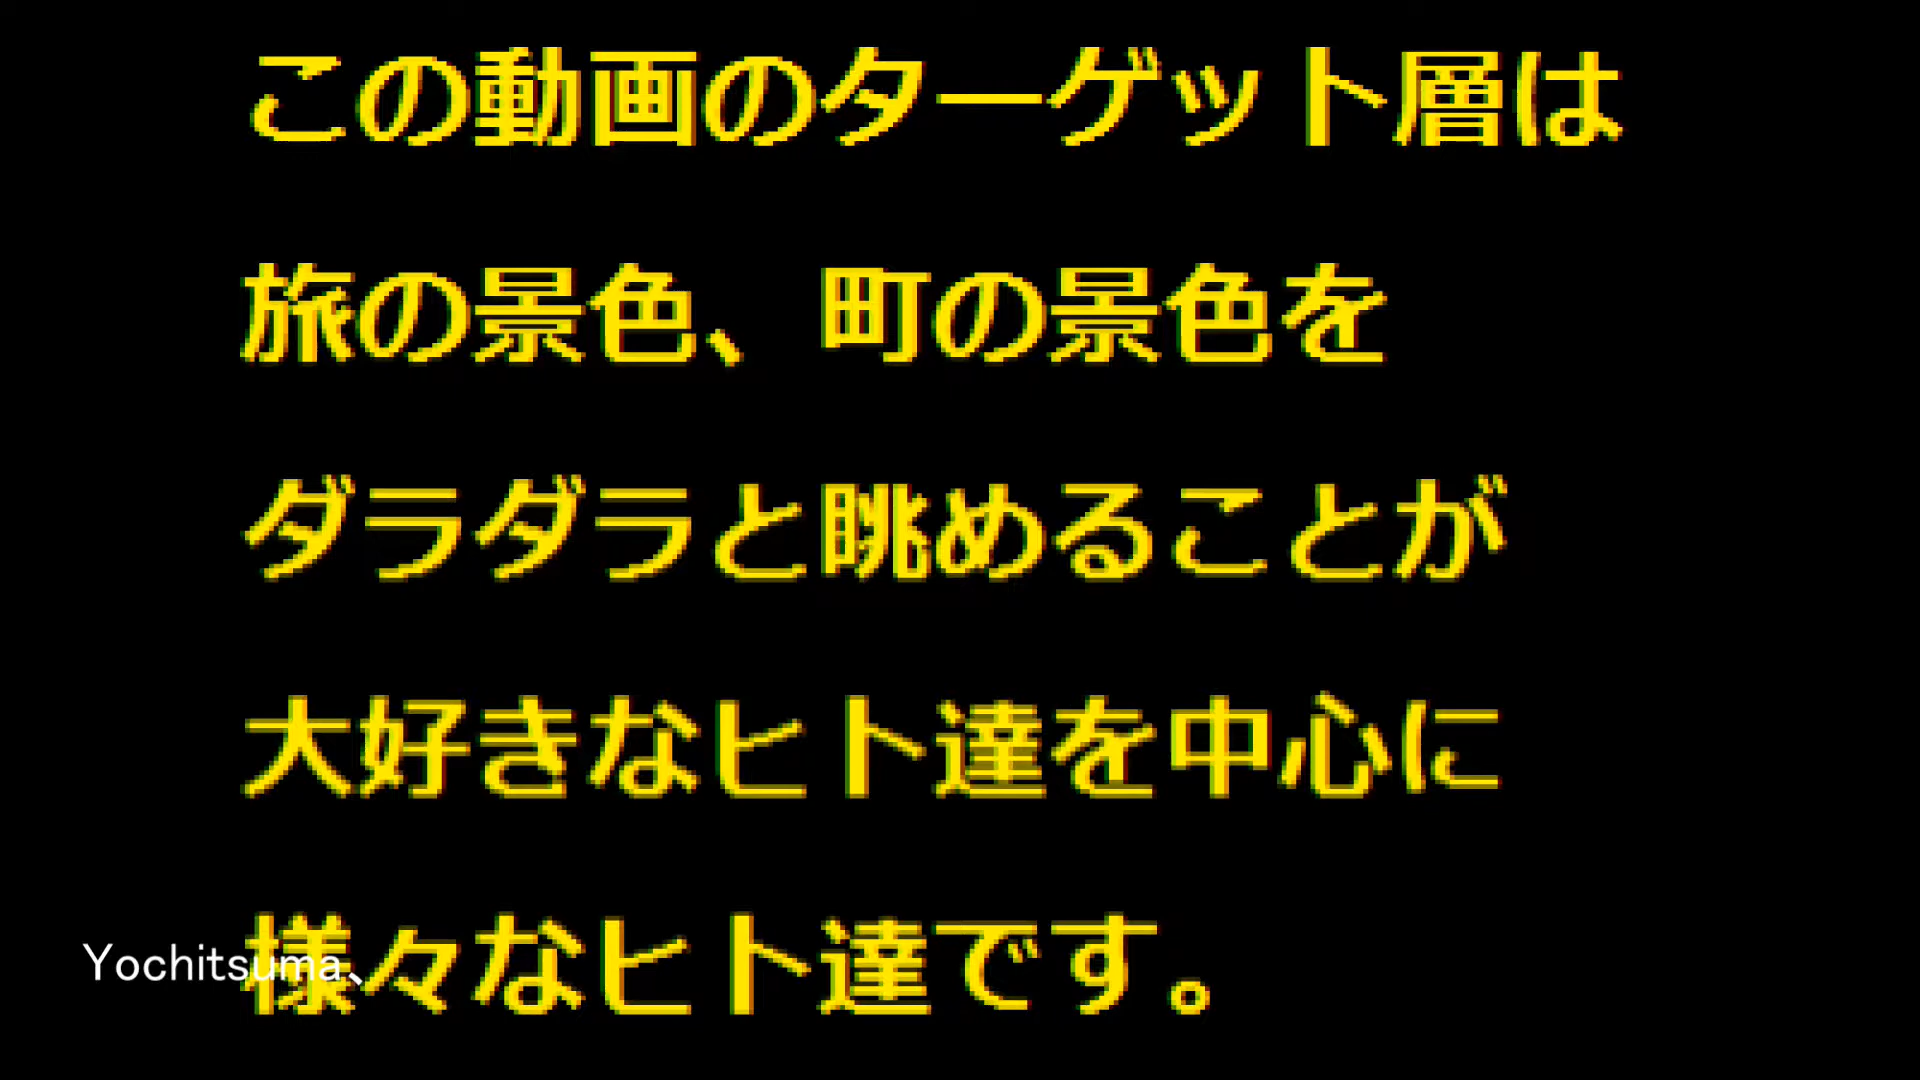 この動画のターゲット層は
旅の景色、町の景色を
ダラダラと眺めることが
大好きなヒト達を中心に
様々なヒト達です。
Yochitsuma、